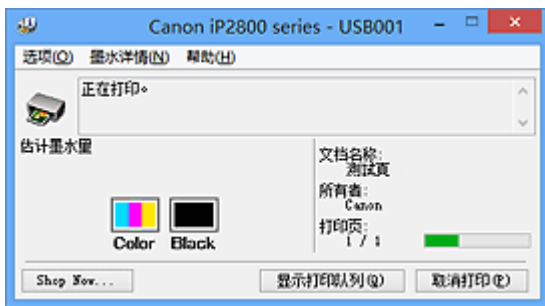 Canon iP2800 series - USB001
选项(O) 墨水详情(N) 帮助(H)
正在打印。
估计墨水量
文档名称:
测试页
所有者:
Canon
打印页:
1 / 1
Color Black
Shop Now...
显示打印队列(Q)
取消打印(P)